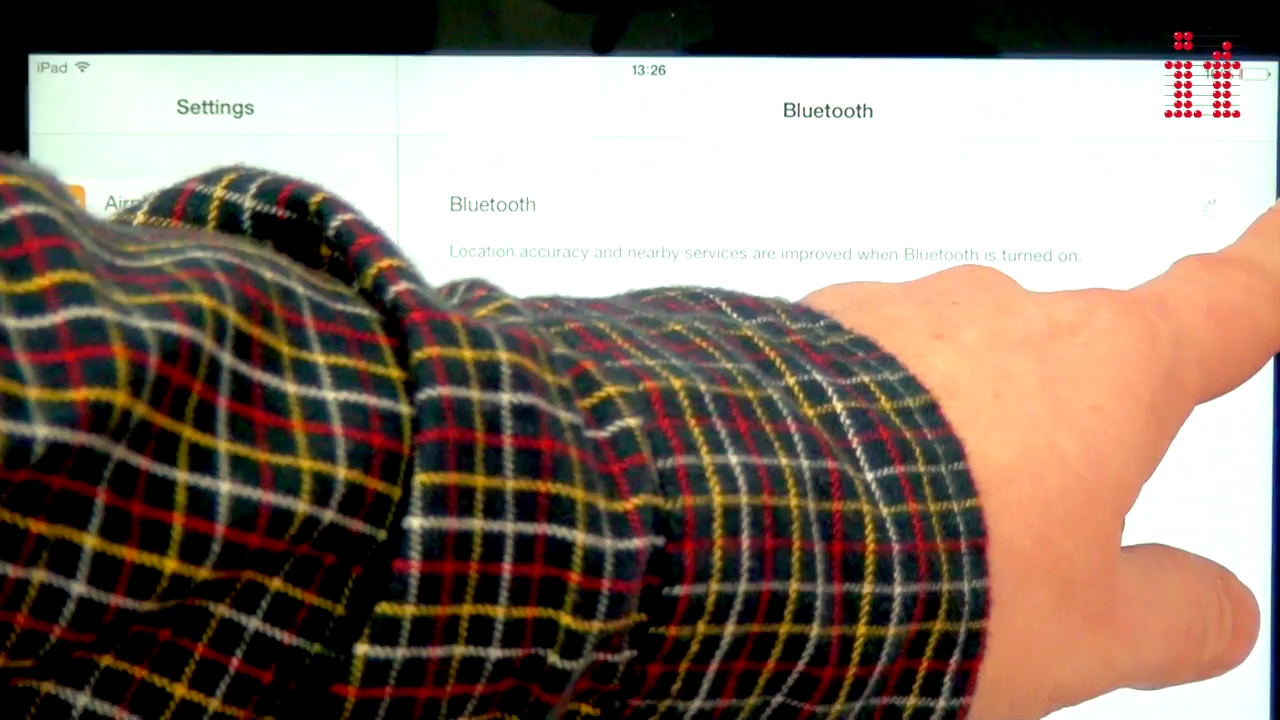 iPad
13:26
Settings
Bluetooth
Bluetooth
Location accuracy and nearby services are improved when Bluetooth is turned on.